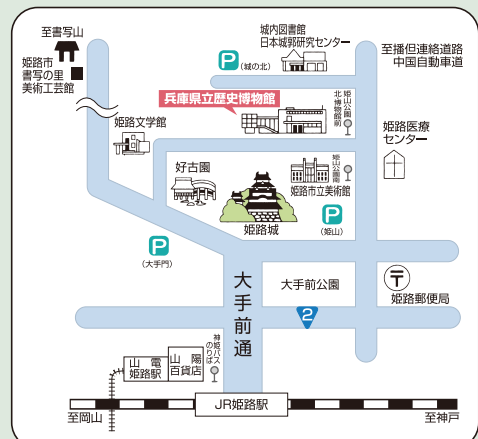 至書写山
姫路市
書写の里
美術工芸館
城内図書館
日本城郭研究センター
P
(城の北)
至播但連絡道路
中国自動車道
兵庫県立歴史博物館
姫山公園
北・博物館前
姫路文学館
姫路医療
センター
好古園
姫山公園南
姫路市立美術館
姫路城
P
(姫山)
P
(大手門)
大手前通
大手前公園
〒
姫路郵便局
2
神姫バス
のりば
山電
姫路駅
山陽
百貨店
JR姫路駅
至岡山
至神戸